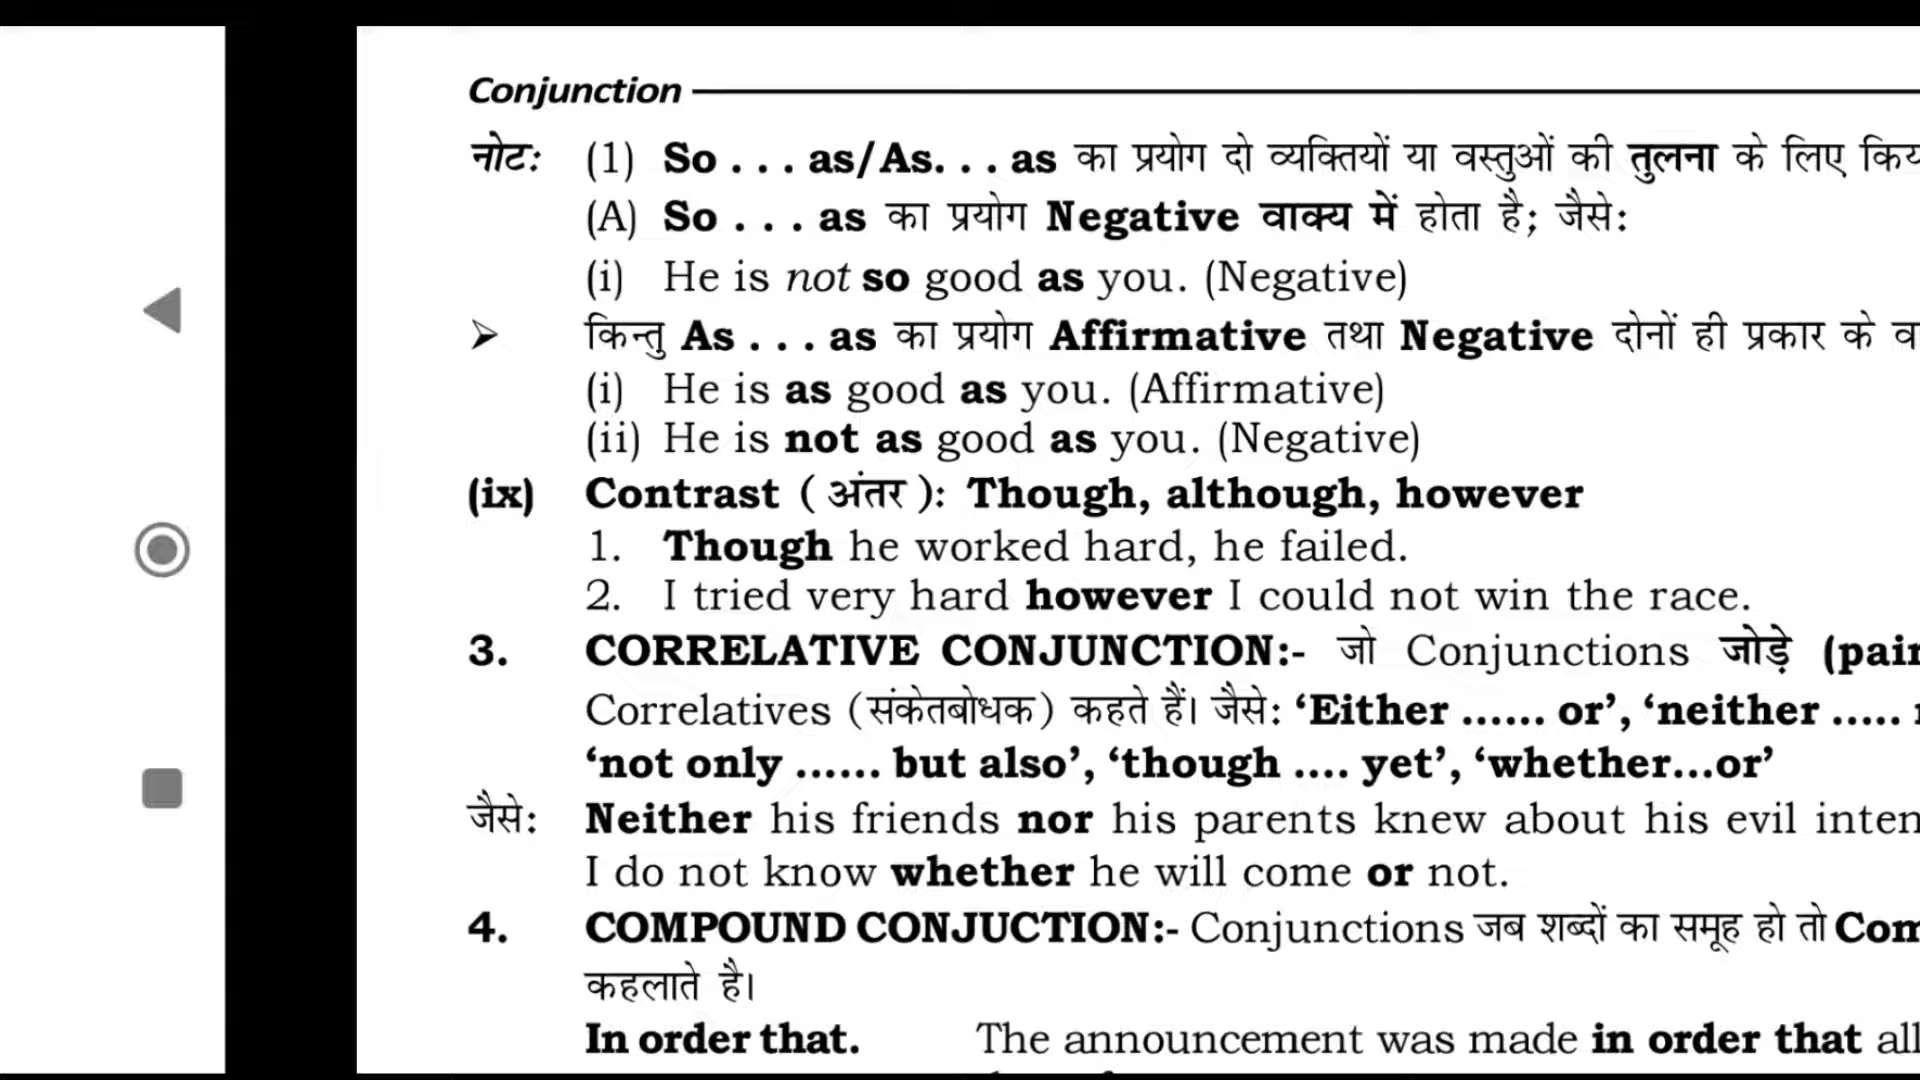 Conjunction
नोटः (1) So . . . as/As. . . as का प्रयोग दो व्यक्तियों या वस्तुओं की तुलना के लिए
(A) So . . . as का प्रयोग Negative वाक्य में होता है; जैसे:
(i) He is not so good as you. (Negative)
➢ किन्तु As . . . as का प्रयोग Affirmative तथा Negative दोनों ही प्रकार के
(i) He is as good as you. (Affirmative)
(ii) He is not as good as you. (Negative)
(ix) Contrast ( अंतर ): Though, although, however
1. Though he worked hard, he failed.
2. I tried very hard however I could not win the race.
3. CORRELATIVE CONJUNCTION:- जो Conjunctions जोड़े (pair
Correlatives (संकेतबोधक) कहते हैं। जैसे: ‘Either ...... or’, ‘neither .....
‘not only ...... but also’, ‘though .... yet’, ‘whether...or’
जैसे: Neither his friends nor his parents knew about his evil inten
I do not know whether he will come or not.
4. COMPOUND CONJUCTION:- Conjunctions जब शब्दों का समूह हो तो Com
कहलाते है।
In order that. The announcement was made in order that all